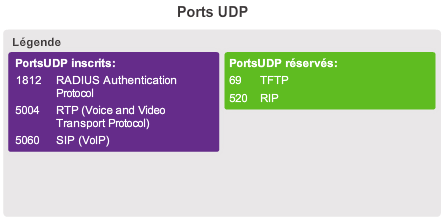 Ports UDP
Légende
PortsUDP inscrits:
1812 RADIUS Authentication
Protocol
5004 RTP (Voice and Video
Transport Protocol)
5060 SIP (VoIP)
PortsUDP réservés:
69 TFTP
520 RIP